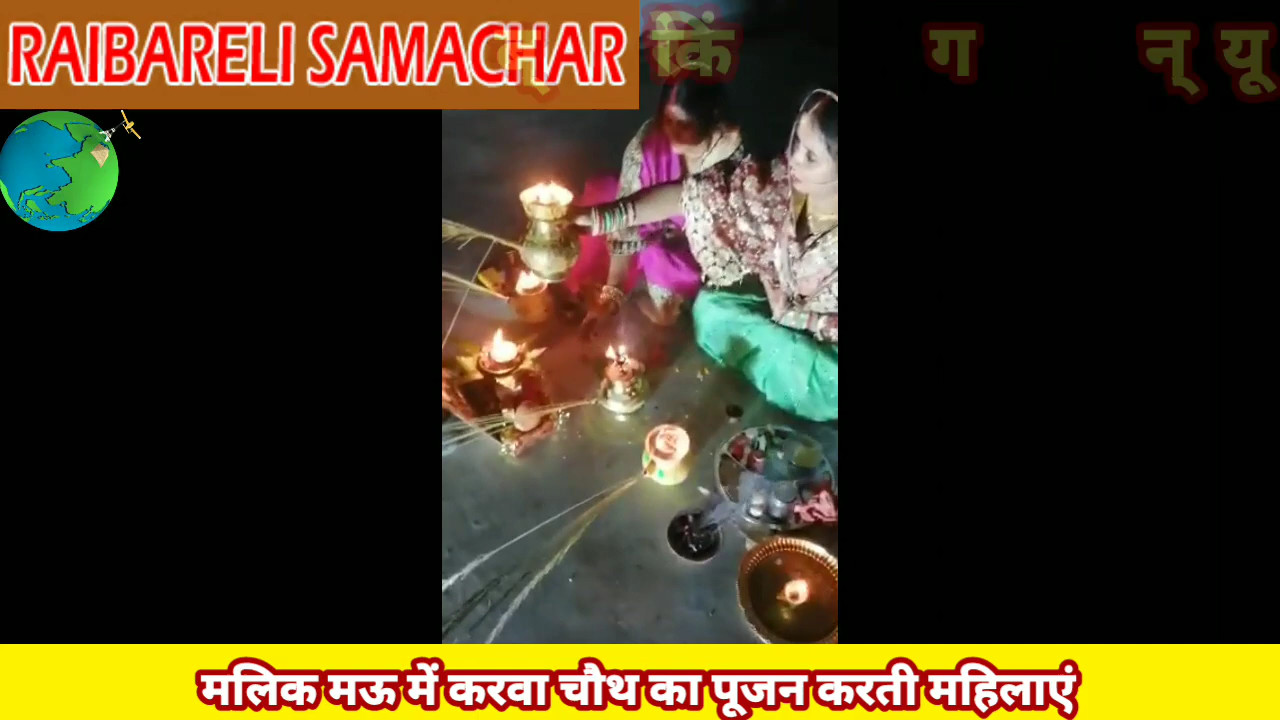 RAIBARELI SAMACHAR
किं ग न् यू
मलिक मऊ में करवा चौथ का पूजन करती महिलाएं